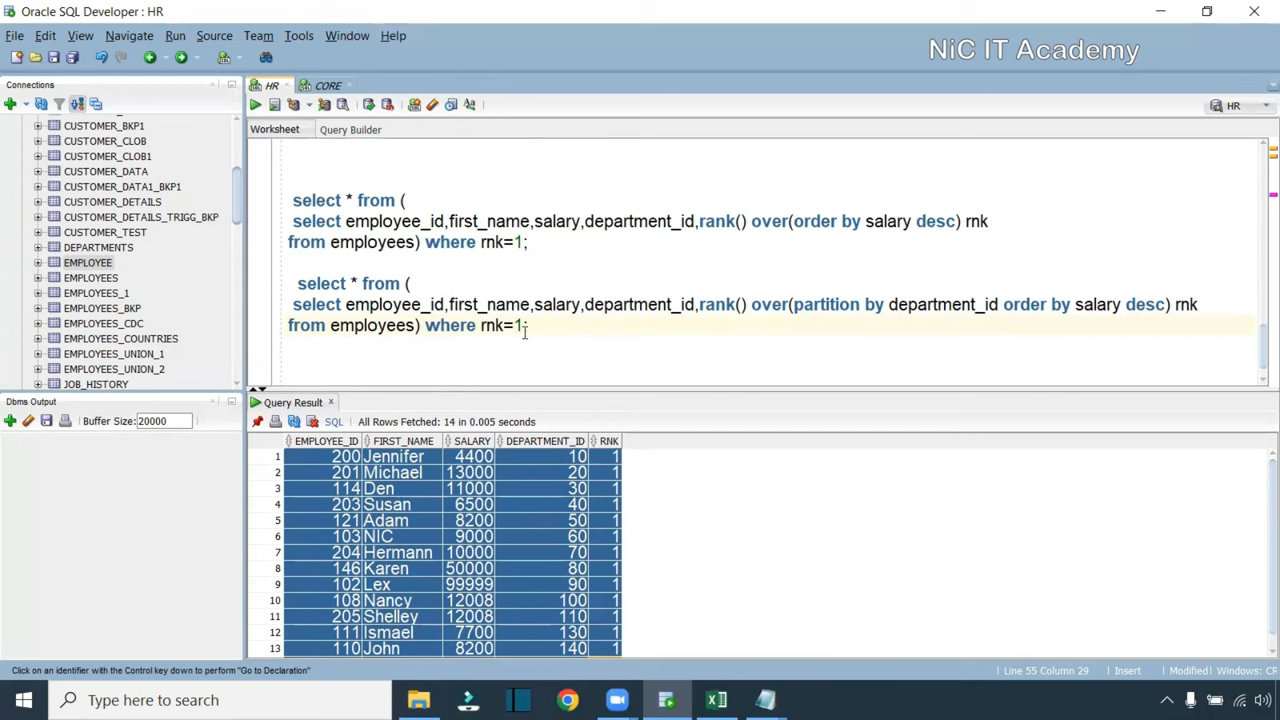 Oracle SQL Developer : HR
File Edit View Navigate Run Source Team Tools Window Help
NiC IT Academy
Connections
CUSTOMER_BKP1
CUSTOMER_CLOB
CUSTOMER_CLOB1
CUSTOMER_DATA
CUSTOMER_DATA1_BKP1
CUSTOMER_DETAILS
CUSTOMER_DETAILS_TRIGG_BKP
CUSTOMER_TEST
DEPARTMENTS
EMPLOYEE
EMPLOYEES
EMPLOYEES_1
EMPLOYEES_BKP
EMPLOYEES_CDC
EMPLOYEES_COUNTRIES
EMPLOYEES_UNION_1
EMPLOYEES_UNION_2
JOB_HISTORY
Dbms Output
Buffer Size: 20000
HR CORE
HR
Worksheet Query Builder
select * from (
select employee_id,first_name,salary,department_id,rank() over(order by salary desc) rnk
from employees) where rnk=1;
select * from (
select employee_id,first_name,salary,department_id,rank() over(partition by department_id order by salary desc) rnk
from employees) where rnk=1;
Query Result
SQL All Rows Fetched: 14 in 0.005 seconds
EMPLOYEE_ID FIRST_NAME SALARY DEPARTMENT_ID RNK
1 200 Jennifer 4400 10 1
2 201 Michael 13000 20 1
3 114 Den 11000 30 1
4 203 Susan 6500 40 1
5 121 Adam 8200 50 1
6 103 NIC 9000 60 1
7 204 Hermann 10000 70 1
8 146 Karen 50000 80 1
9 102 Lex 99999 90 1
10 108 Nancy 12008 100 1
11 205 Shelley 12008 110 1
12 111 Ismael 7700 130 1
13 110 John 8200 140 1
Click on an identifier with the Control key down to perform "Go to Declaration"
Line 55 Column 29 Insert Modified Windows: CR
Type here to search